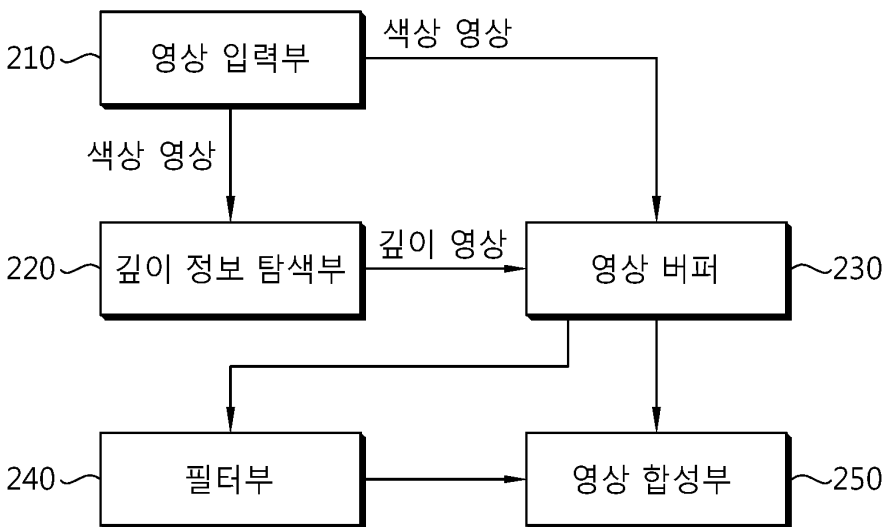 색상 영상
210
영상 입력부
색상 영상
220
깊이 정보 탐색부
깊이 영상
영상 버퍼
230
240
필터부
영상 합성부
250